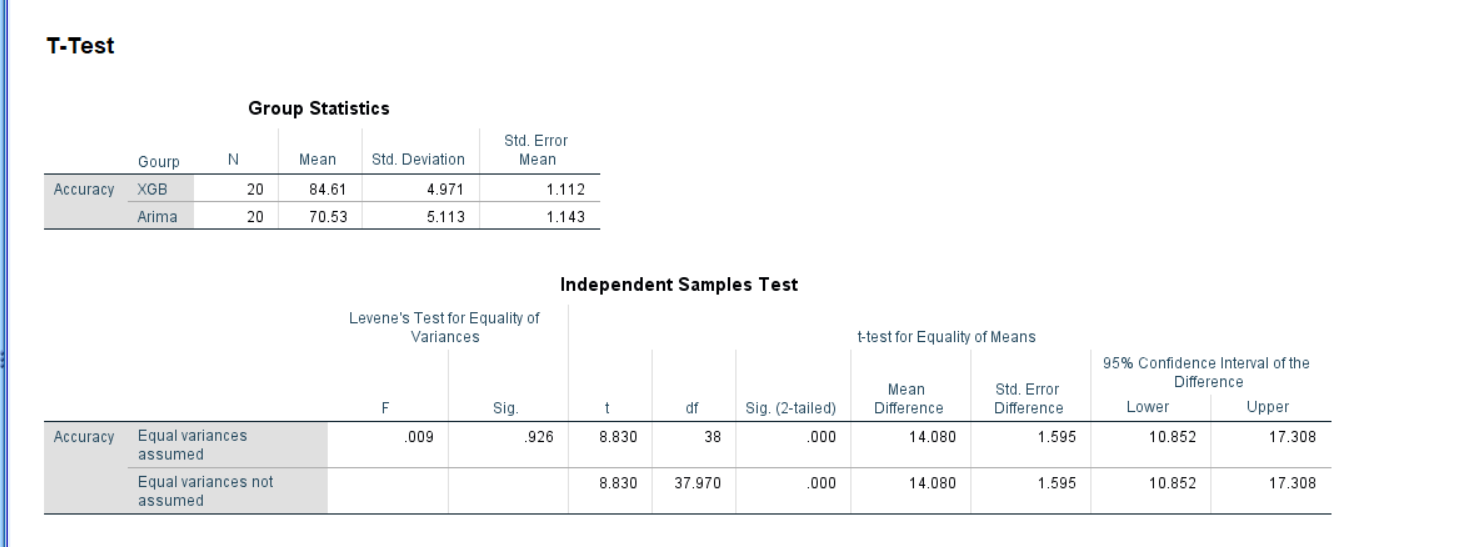 T-Test
Group Statistics
Gourp N Mean Std. Deviation Std. Error Mean
Accuracy XGB 20 84.61 4.971 1.112
Arima 20 70.53 5.113 1.143
Independent Samples Test
Levene's Test for Equality of Variances
t-test for Equality of Means
95% Confidence Interval of the Difference
F Sig. t df Sig. (2-tailed) Mean Difference Std. Error Difference Lower Upper
Accuracy Equal variances assumed .009 .926 8.830 38 .000 14.080 1.595 10.852 17.308
Equal variances not assumed 8.830 37.970 .000 14.080 1.595 10.852 17.308